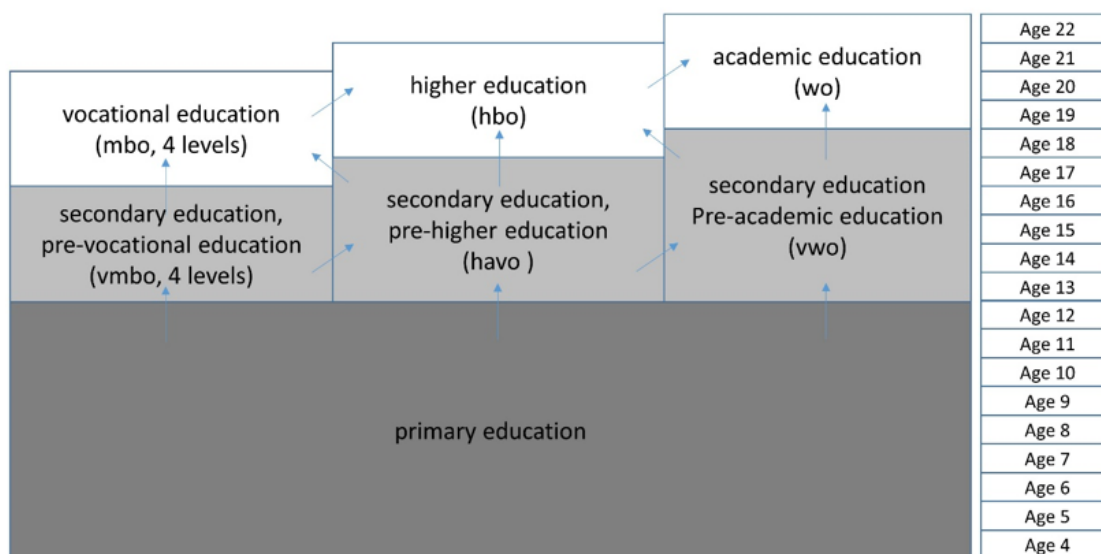 vocational education
(mbo, 4 levels)
higher education
(hbo)
academic education
(wo)
secondary education,
pre-vocational education
(vmbo, 4 levels)
secondary education,
pre-higher education
(havo )
secondary education
Pre-academic education
(vwo)
primary education
Age 22
Age 21
Age 20
Age 19
Age 18
Age 17
Age 16
Age 15
Age 14
Age 13
Age 12
Age 11
Age 10
Age 9
Age 8
Age 7
Age 6
Age 5
Age 4